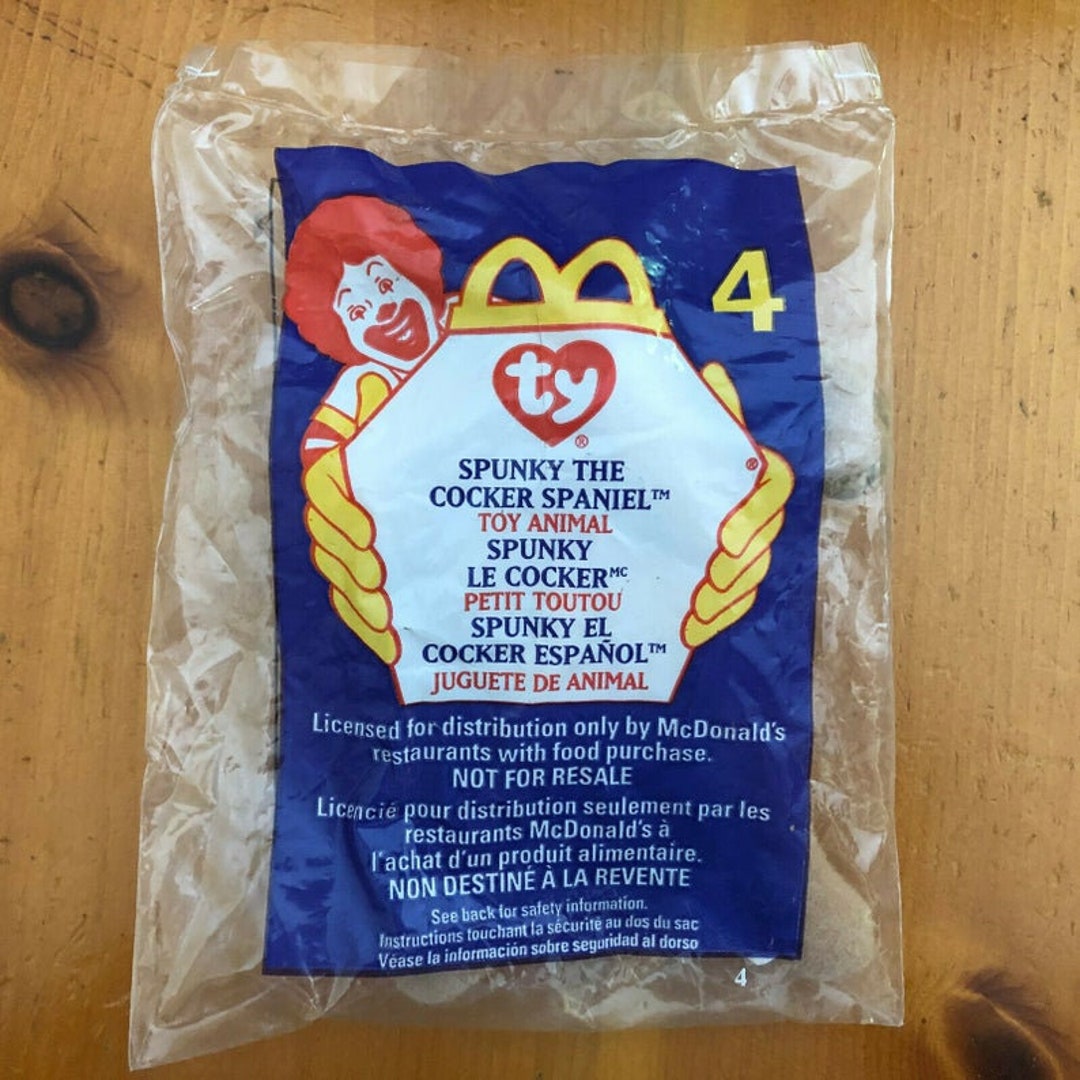 4
ty®
®
SPUNKY THE
COCKER SPANIEL™
TOY ANIMAL
SPUNKY
LE COCKERᴹᶜ
PETIT TOUTOU
SPUNKY EL
COCKER ESPAÑOL™
JUGUETE DE ANIMAL
Licensed for distribution only by McDonald's
restaurants with food purchase.
NOT FOR RESALE
Licencié pour distribution seulement par les
restaurants McDonald's à
l'achat d'un produit alimentaire.
NON DESTINÉ À LA REVENTE
See back for safety information.
Instructions touchant la sécurité au dos du sac
Véase la información sobre seguridad al dorso
4